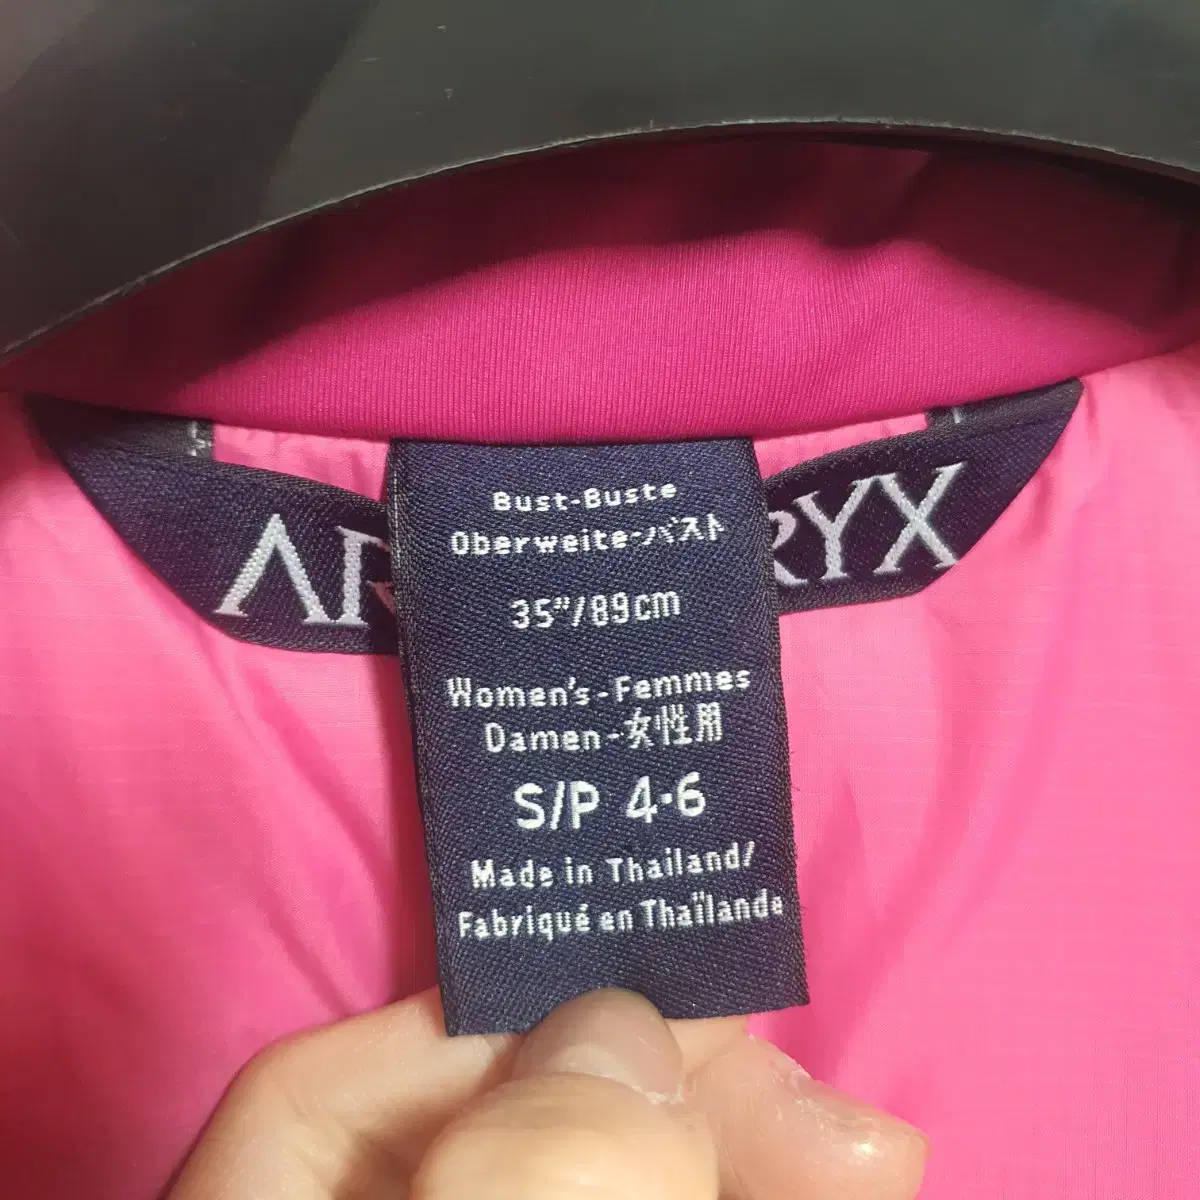 ΛR
RYX
Bust-Buste
Oberweite-バスト
35"/89cm
Women's-Femmes
Damen-女性用
S/P 4·6
Made in Thailand/
Fabriqué en Thaïlande